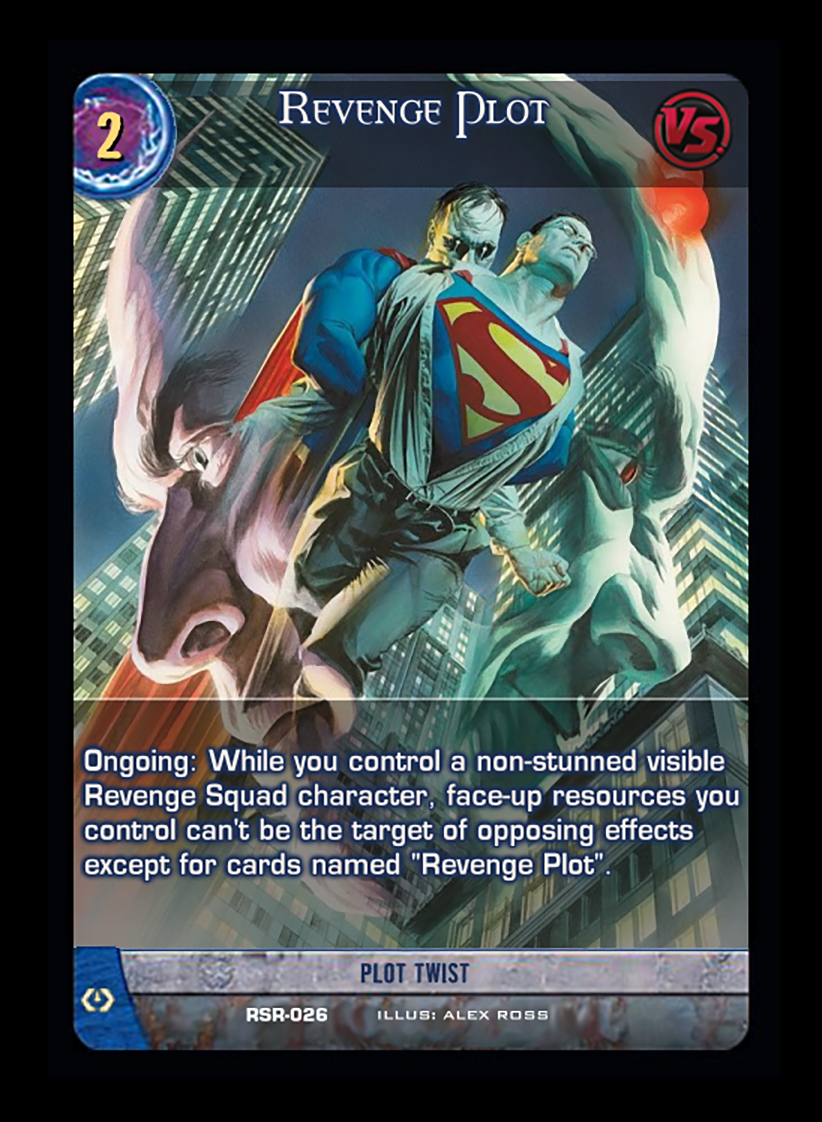 2
Revenge Plot
VS.
S
Ongoing: While you control a non-stunned visible
Revenge Squad character, face-up resources you
control can't be the target of opposing effects
except for cards named "Revenge Plot".
PLOT TWIST
RSR-026 ILLUS: ALEX ROSS